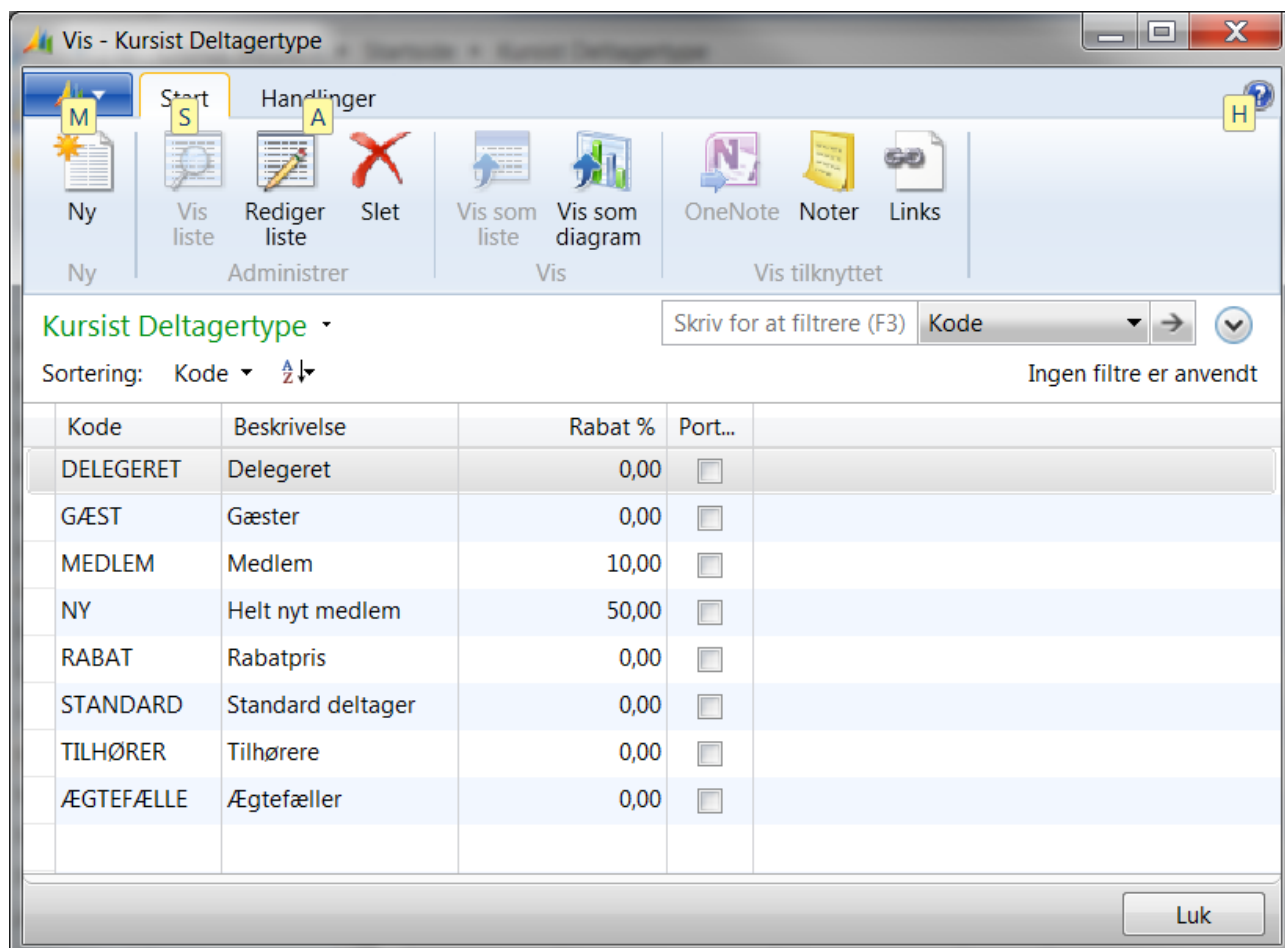 Vis - Kursist Deltagertype
Start Handlinger
M S A H
Ny Vis liste Rediger liste Slet Vis som liste Vis som diagram OneNote Noter Links
Ny Administrer Vis Vis tilknyttet
Kursist Deltagertype Skriv for at filtrere (F3) Kode
Sortering: Kode Ingen filtre er anvendt
Kode Beskrivelse Rabat % Port...
DELEGERET Delegeret 0,00
GÆST Gæster 0,00
MEDLEM Medlem 10,00
NY Helt nyt medlem 50,00
RABAT Rabatpris 0,00
STANDARD Standard deltager 0,00
TILHØRER Tilhørere 0,00
ÆGTEFÆLLE Ægtefæller 0,00
Luk